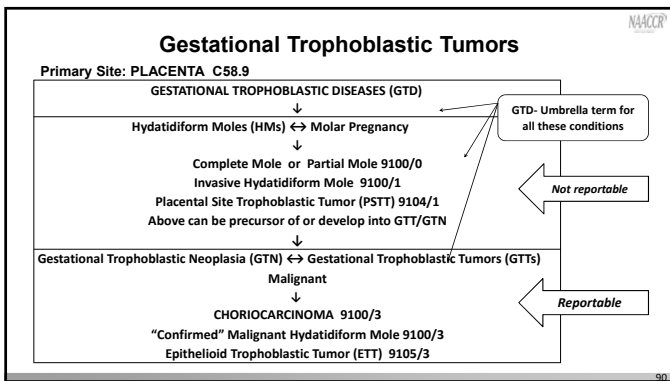 NAACCR
Gestational Trophoblastic Tumors
Primary Site: PLACENTA C58.9
GESTATIONAL TROPHOBLASTIC DISEASES (GTD)
↓
GTD- Umbrella term for
all these conditions
Hydatidiform Moles (HMs) ↔ Molar Pregnancy
↓
Complete Mole or Partial Mole 9100/0
Invasive Hydatidiform Mole 9100/1
Placental Site Trophoblastic Tumor (PSTT) 9104/1
Above can be precursor of or develop into GTT/GTN
Not reportable
↓
Gestational Trophoblastic Neoplasia (GTN) ↔ Gestational Trophoblastic Tumors (GTTs)
Malignant
↓
CHORIOCARCINOMA 9100/3
“Confirmed” Malignant Hydatidiform Mole 9100/3
Epithelioid Trophoblastic Tumor (ETT) 9105/3
Reportable
90